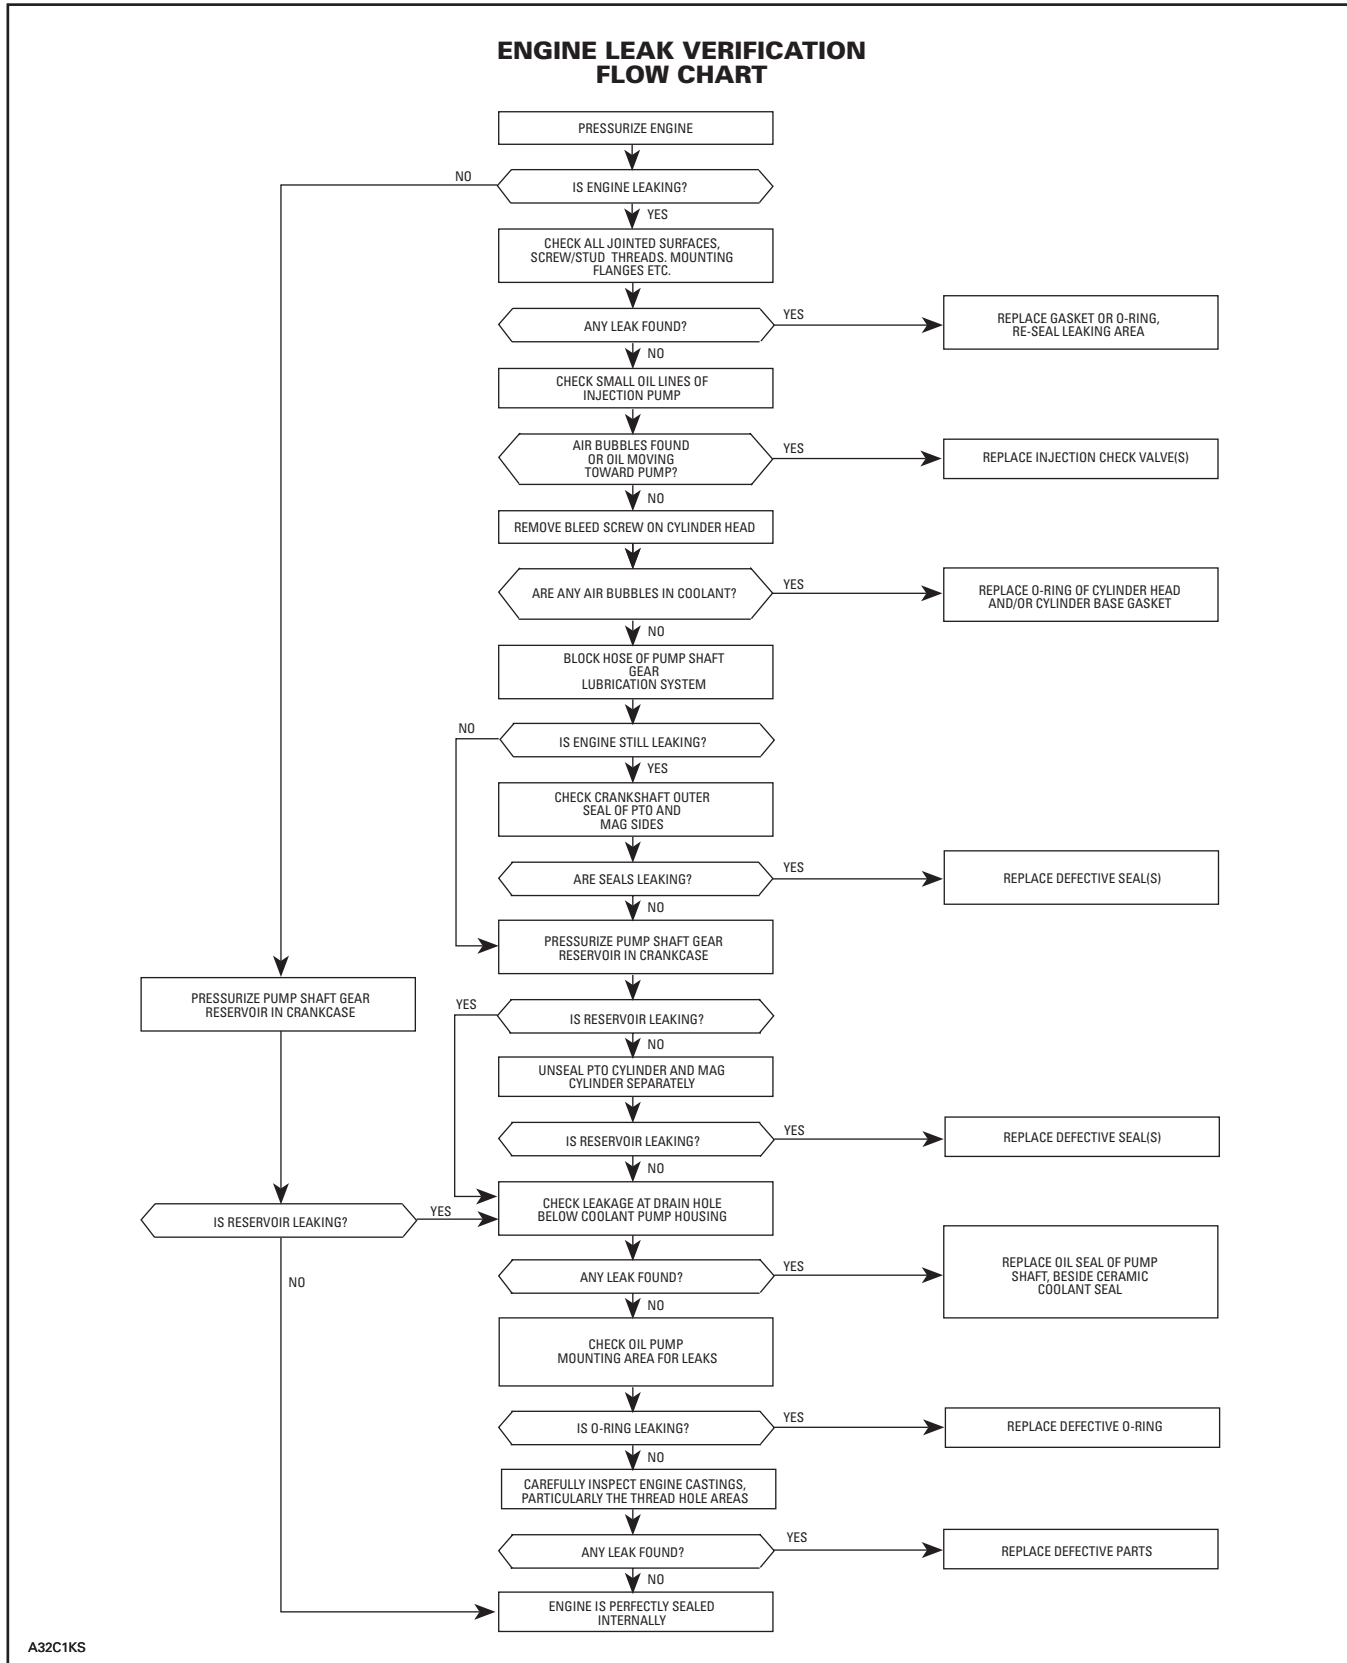 ENGINE LEAK VERIFICATION
FLOW CHART
PRESSURIZE ENGINE
NO
IS ENGINE LEAKING?
YES
CHECK ALL JOINTED SURFACES,
SCREW/STUD THREADS. MOUNTING
FLANGES ETC.
ANY LEAK FOUND?
YES
REPLACE GASKET OR O-RING,
RE-SEAL LEAKING AREA
NO
CHECK SMALL OIL LINES OF
INJECTION PUMP
AIR BUBBLES FOUND
OR OIL MOVING
TOWARD PUMP?
YES
REPLACE INJECTION CHECK VALVE(S)
NO
REMOVE BLEED SCREW ON CYLINDER HEAD
ARE ANY AIR BUBBLES IN COOLANT?
YES
REPLACE O-RING OF CYLINDER HEAD
AND/OR CYLINDER BASE GASKET
NO
BLOCK HOSE OF PUMP SHAFT
GEAR
LUBRICATION SYSTEM
NO
IS ENGINE STILL LEAKING?
YES
CHECK CRANKSHAFT OUTER
SEAL OF PTO AND
MAG SIDES
ARE SEALS LEAKING?
YES
REPLACE DEFECTIVE SEAL(S)
NO
PRESSURIZE PUMP SHAFT GEAR
RESERVOIR IN CRANKCASE
PRESSURIZE PUMP SHAFT GEAR
RESERVOIR IN CRANKCASE
YES
IS RESERVOIR LEAKING?
NO
UNSEAL PTO CYLINDER AND MAG
CYLINDER SEPARATELY
IS RESERVOIR LEAKING?
YES
REPLACE DEFECTIVE SEAL(S)
NO
CHECK LEAKAGE AT DRAIN HOLE
BELOW COOLANT PUMP HOUSING
IS RESERVOIR LEAKING?
YES
NO
ANY LEAK FOUND?
YES
REPLACE OIL SEAL OF PUMP
SHAFT, BESIDE CERAMIC
COOLANT SEAL
NO
CHECK OIL PUMP
MOUNTING AREA FOR LEAKS
IS O-RING LEAKING?
YES
REPLACE DEFECTIVE O-RING
NO
CAREFULLY INSPECT ENGINE CASTINGS,
PARTICULARLY THE THREAD HOLE AREAS
ANY LEAK FOUND?
YES
REPLACE DEFECTIVE PARTS
NO
ENGINE IS PERFECTLY SEALED
INTERNALLY
A32C1KS